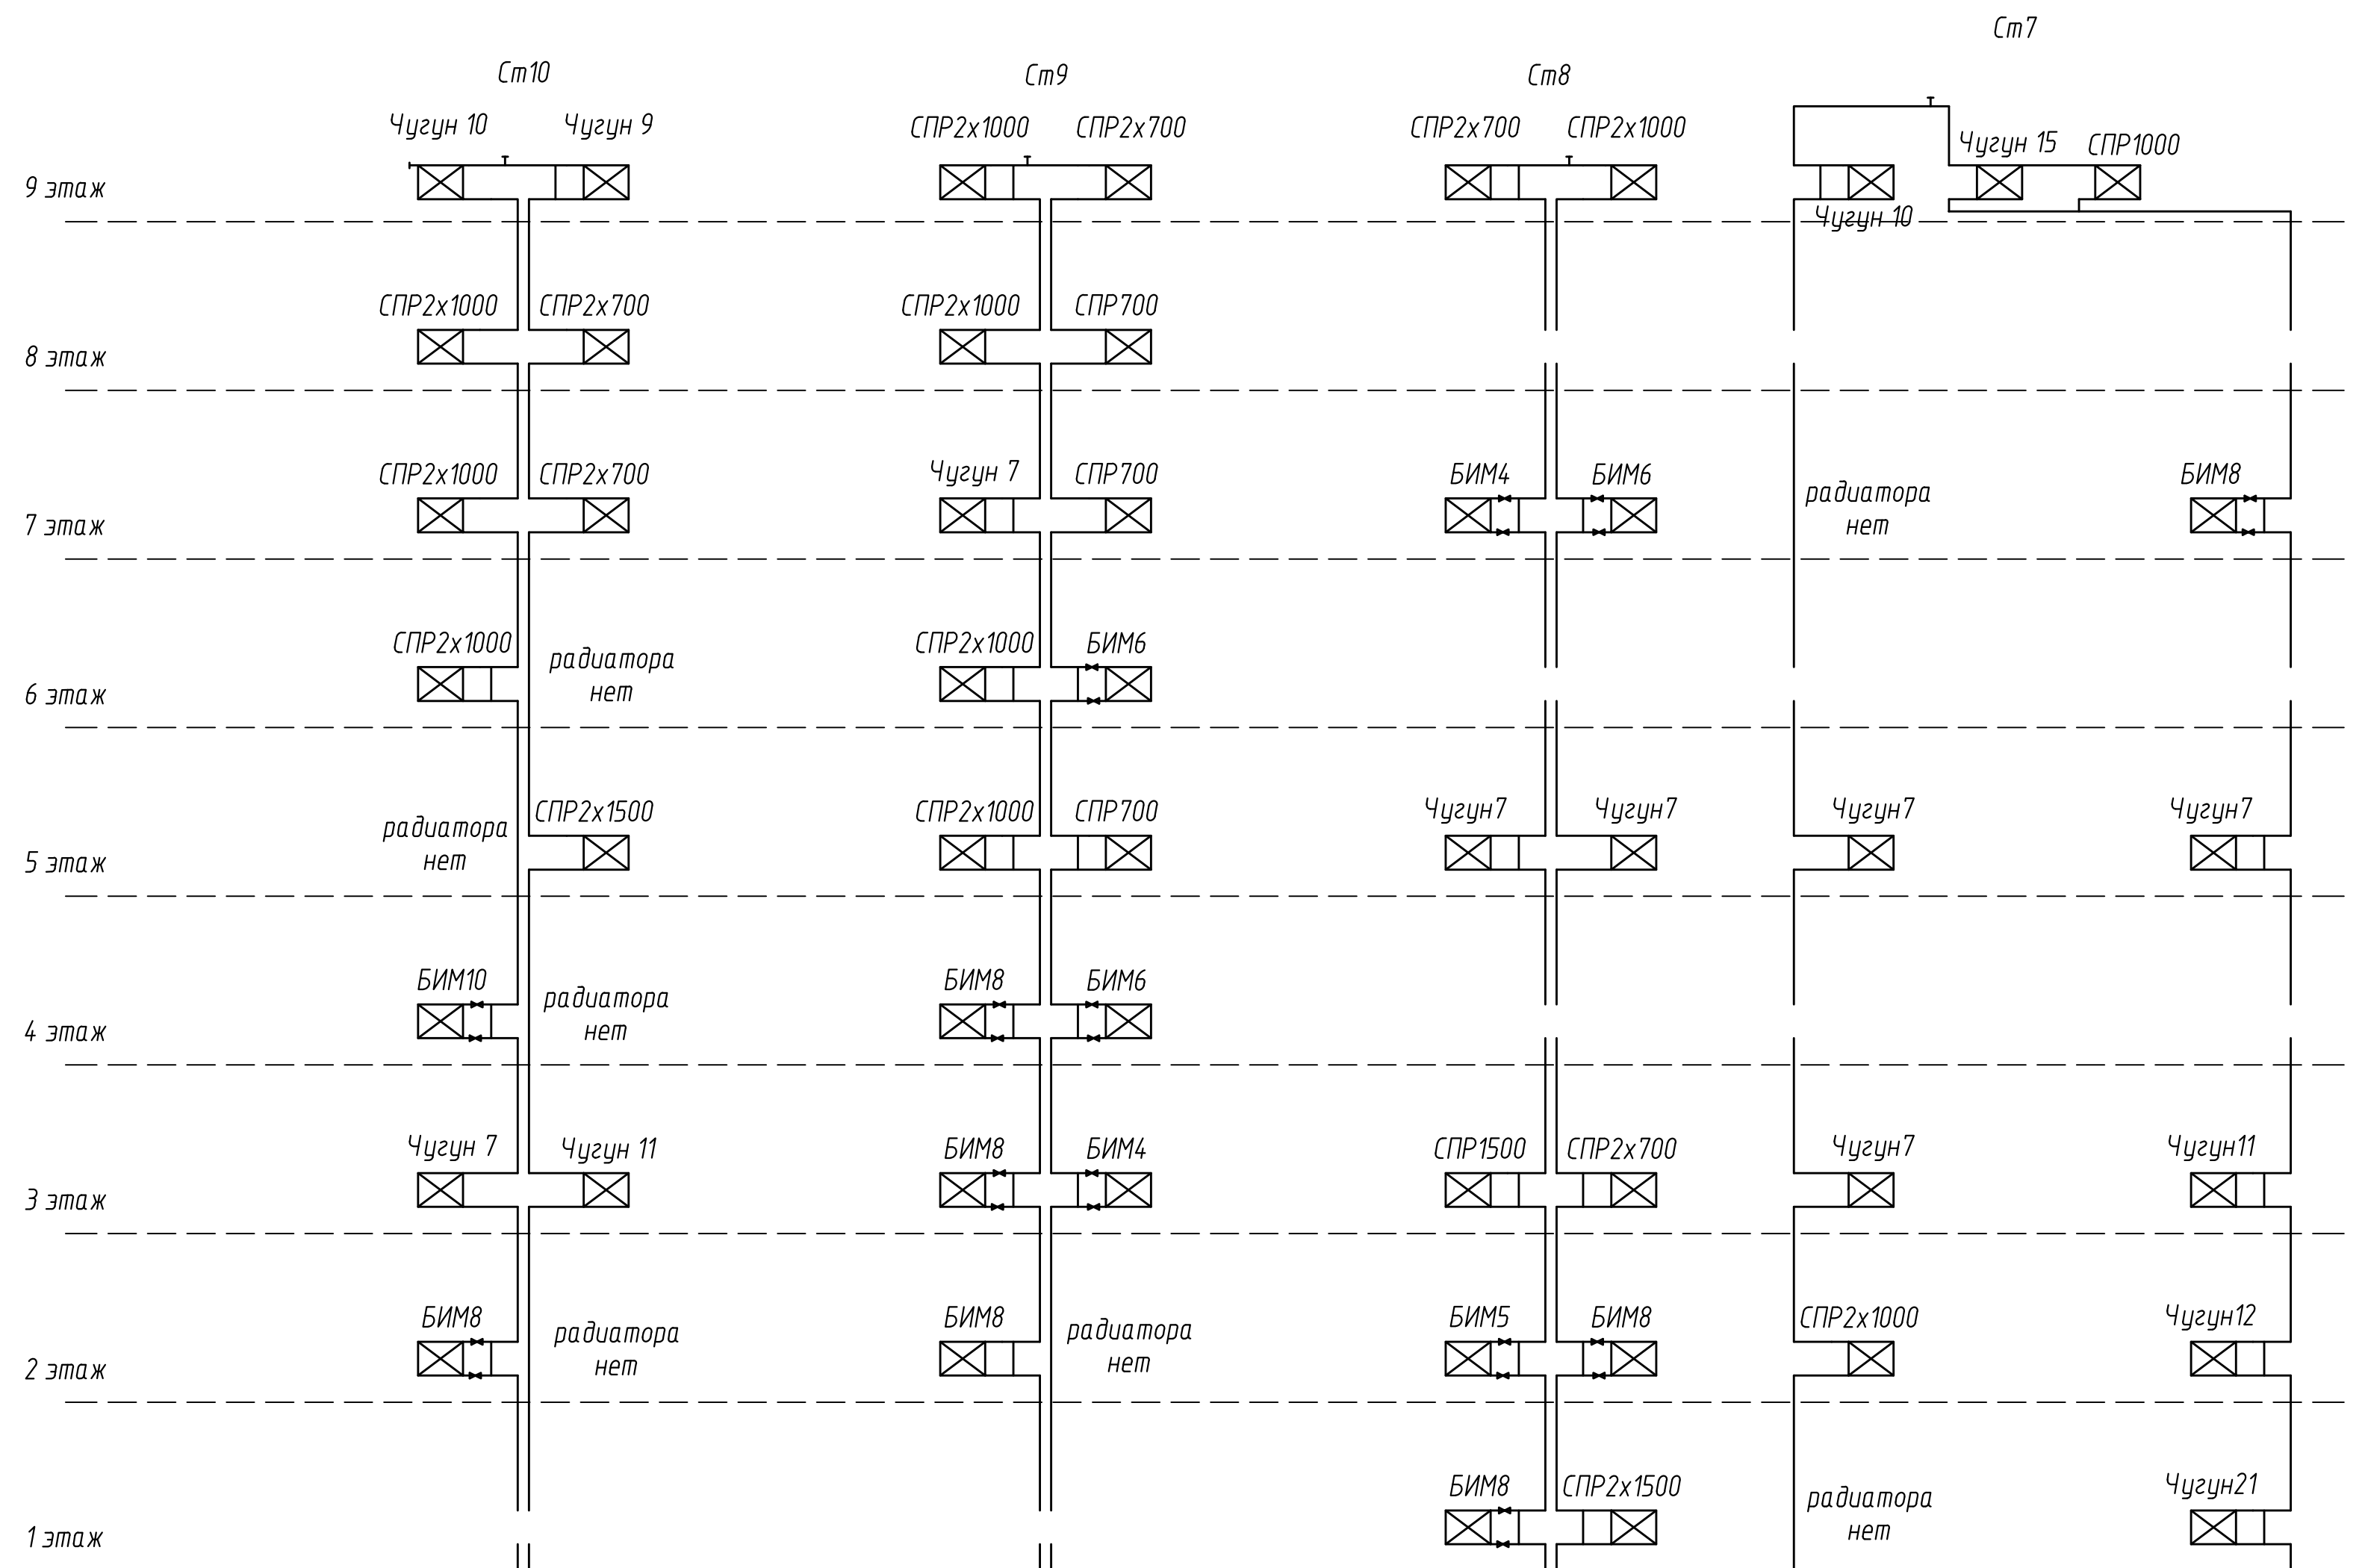 Ст7
Ст10
Ст9
Ст8
Чугун 10
Чугун 9
СПР2х1000
СПР2х700
СПР2х700
СПР2х1000
Чугун 15
СПР1000
9 этаж
Чугун 10
СПР2х1000
СПР2х700
СПР2х1000
СПР700
8 этаж
СПР2х1000
СПР2х700
Чугун 7
СПР700
БИМ4
БИМ6
радиатора
нет
БИМ8
7 этаж
СПР2х1000
радиатора
нет
СПР2х1000
БИМ6
6 этаж
радиатора
нет
СПР2х1500
СПР2х1000
СПР700
Чугун7
Чугун7
Чугун7
Чугун7
5 этаж
БИМ10
радиатора
нет
БИМ8
БИМ6
4 этаж
Чугун 7
Чугун 11
БИМ8
БИМ4
СПР1500
СПР2х700
Чугун7
Чугун11
3 этаж
БИМ8
радиатора
нет
БИМ8
радиатора
нет
БИМ5
БИМ8
СПР2х1000
Чугун12
2 этаж
БИМ8
СПР2х1500
радиатора
нет
Чугун21
1 этаж